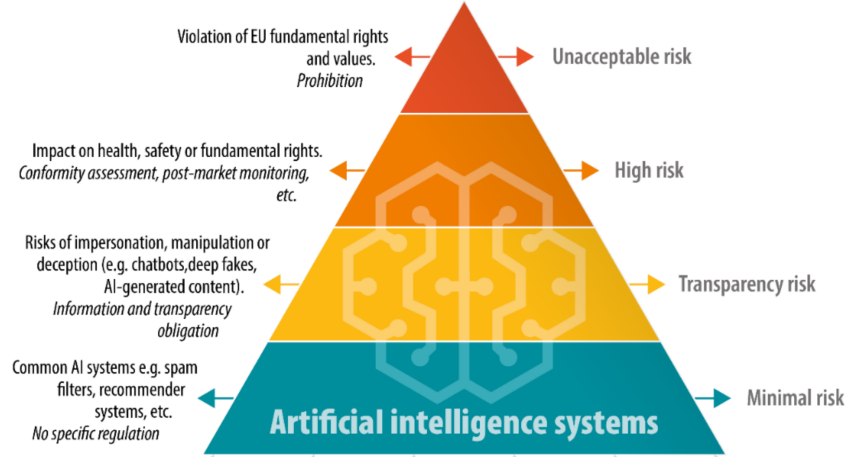 Violation of EU fundamental rights
and values.
Prohibition
Unacceptable risk
Impact on health, safety or fundamental rights.
Conformity assessment, post-market monitoring,
etc.
High risk
Risks of impersonation, manipulation or
deception (e.g. chatbots,deep fakes,
AI-generated content).
Information and transparency
obligation
Transparency risk
Common AI systems e.g. spam
filters, recommender
systems, etc.
No specific regulation
Minimal risk
Artificial intelligence systems